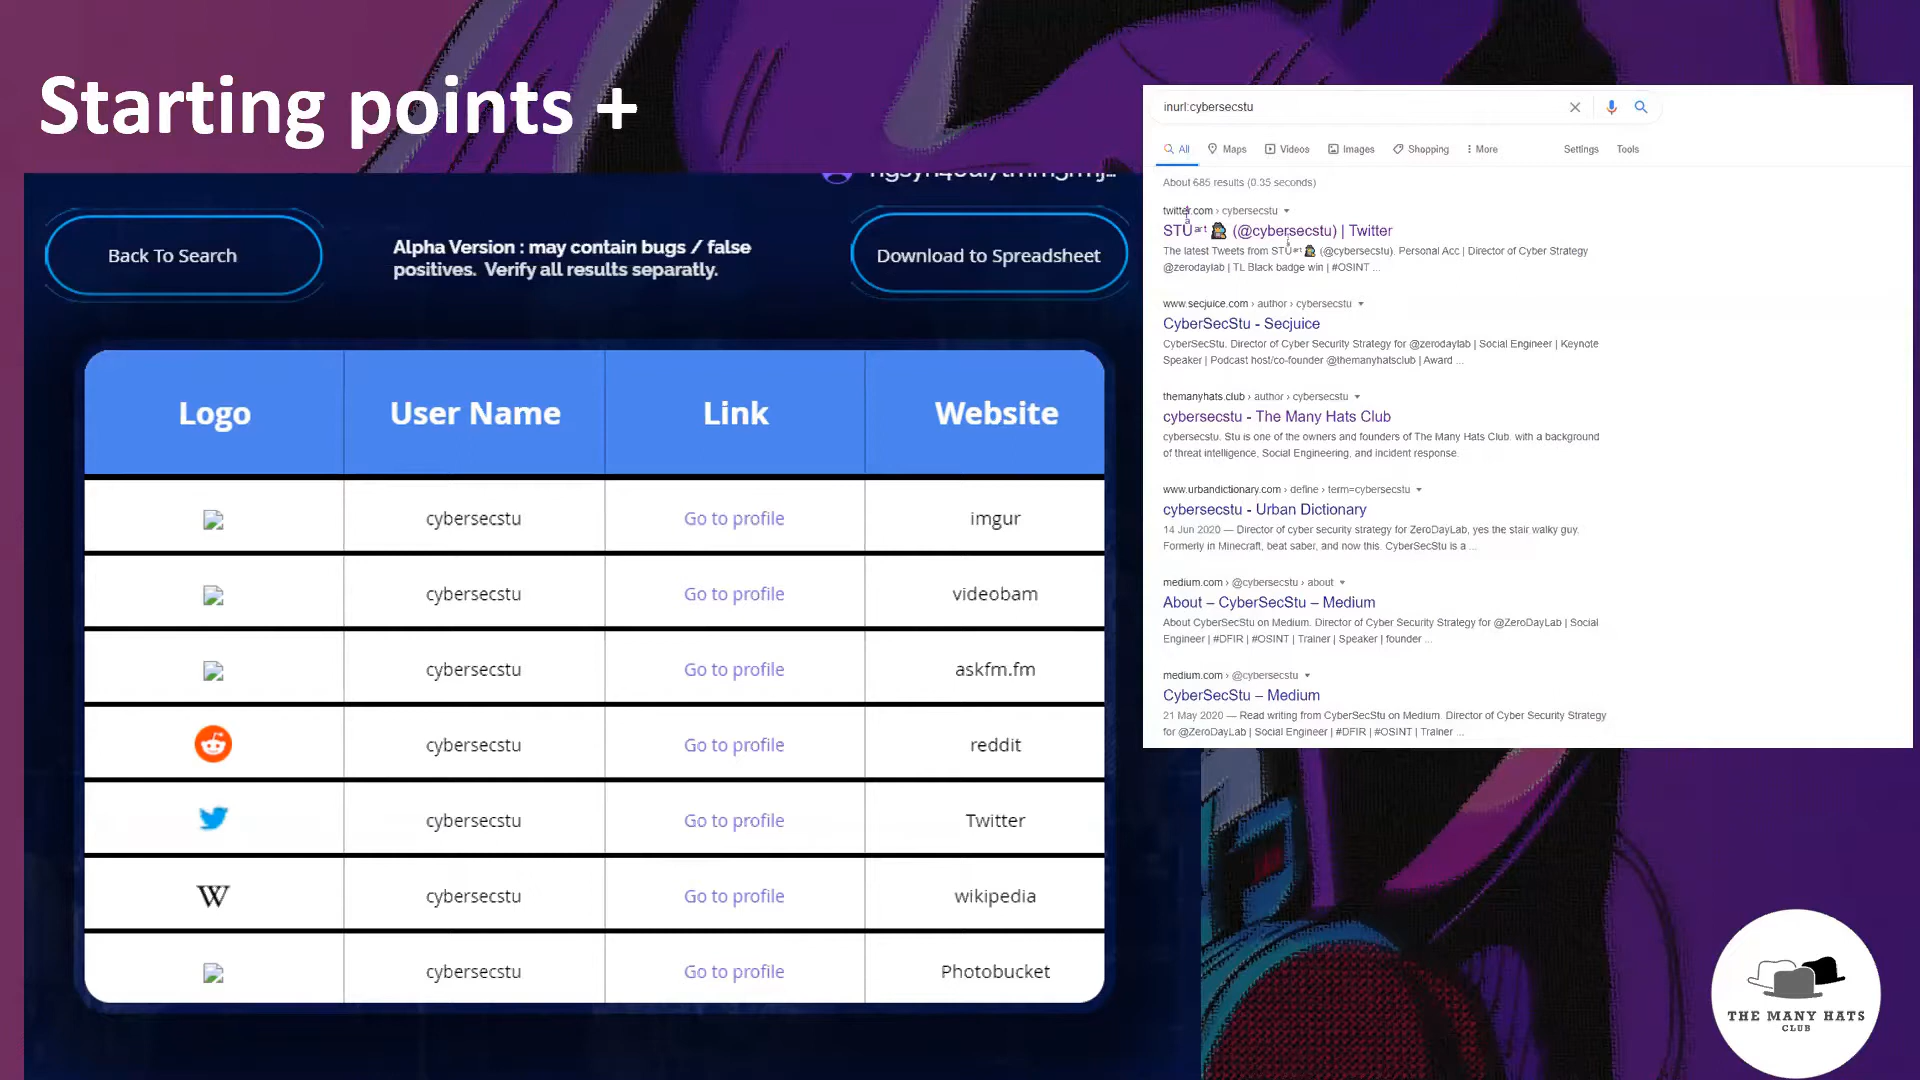 Starting points +
Back To Search
Alpha Version : may contain bugs / false
positives. Verify all results separatly.
Download to Spreadsheet
Logo User Name Link Website
cybersecstu Go to profile imgur
cybersecstu Go to profile videobam
cybersecstu Go to profile askfm.fm
cybersecstu Go to profile reddit
cybersecstu Go to profile Twitter
W cybersecstu Go to profile wikipedia
cybersecstu Go to profile Photobucket
inurl:cybersecstu
All Maps Videos Images Shopping More Settings Tools
About 685 results (0.35 seconds)
twitter.com › cybersecstu
(@cybersecstu) | Twitter
The latest Tweets from (@cybersecstu). Personal Acc | Director of Cyber Strategy
@zerodaylab | TL Black badge win | #OSINT ...
www.secjuice.com › author › cybersecstu
CyberSecStu - Secjuice
CyberSecStu. Director of Cyber Security Strategy for @zerodaylab | Social Engineer | Keynote
Speaker | Podcast host/co-founder @themanyhatsclub | Award ...
themanyhats.club › author › cybersecstu
cybersecstu - The Many Hats Club
cybersecstu. Stu is one of the owners and founders of The Many Hats Club. with a background
of threat intelligence, Social Engineering, and incident response.
www.urbandictionary.com › define › term=cybersecstu
cybersecstu - Urban Dictionary
14 Jun 2020 — Director of cyber security strategy for ZeroDayLab, yes the stair walky guy.
Formerly in Minecraft, beat saber, and now this. CyberSecStu is a ...
medium.com › @cybersecstu › about
About – CyberSecStu – Medium
About CyberSecStu on Medium. Director of Cyber Security Strategy for @ZeroDayLab | Social
Engineer | #DFIR | #OSINT | Trainer | Speaker | founder ...
medium.com › @cybersecstu
CyberSecStu – Medium
21 May 2020 — Read writing from CyberSecStu on Medium. Director of Cyber Security Strategy
for @ZeroDayLab | Social Engineer | #DFIR | #OSINT | Trainer ...
THE MANY HATS
CLUB